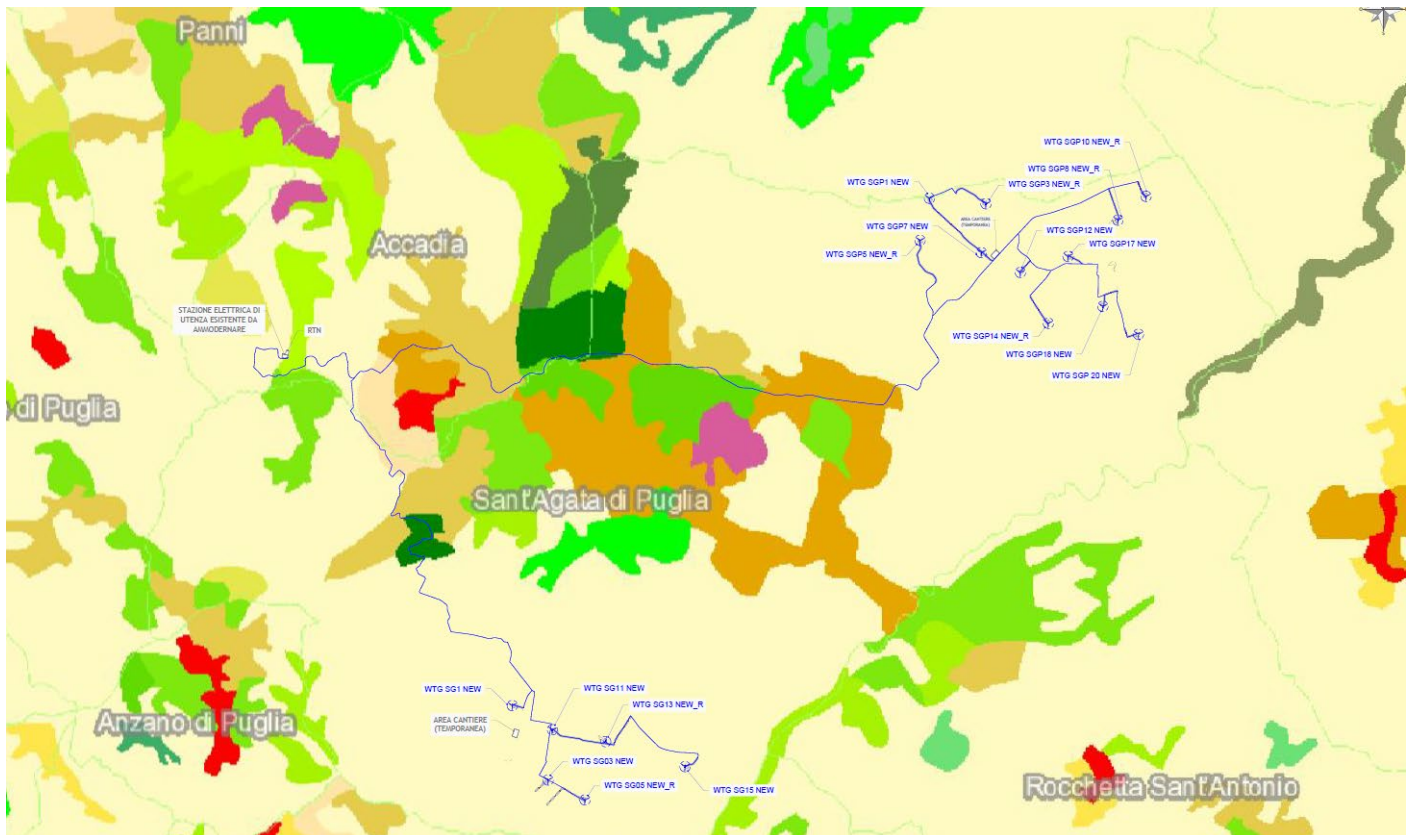 Panni
WTG SGP10 NEW_R
WTG SGP8 NEW_R
WTG SGP1 NEW
WTG SGP3 NEW_R
AREA CANTIERE
(TEMPORANEA)
WTG SGP7 NEW
WTG SGP12 NEW
WTG SGP17 NEW
WTG SGP5 NEW_R
Accadia
STAZIONE ELETTRICA DI
UTENZA ESISTENTE DA
AMMODERNARE
RTN
WTG SGP14 NEW_R
WTG SGP18 NEW
WTG SGP 20 NEW
di Puglia
Sant'Agata di Puglia
WTG SG1 NEW
WTG SG11 NEW
WTG SG13 NEW_R
AREA CANTIERE
(TEMPORANEA)
Anzano di Puglia
WTG SG03 NEW
WTG SG05 NEW_R
WTG SG15 NEW
Rocchetta Sant'Antonio